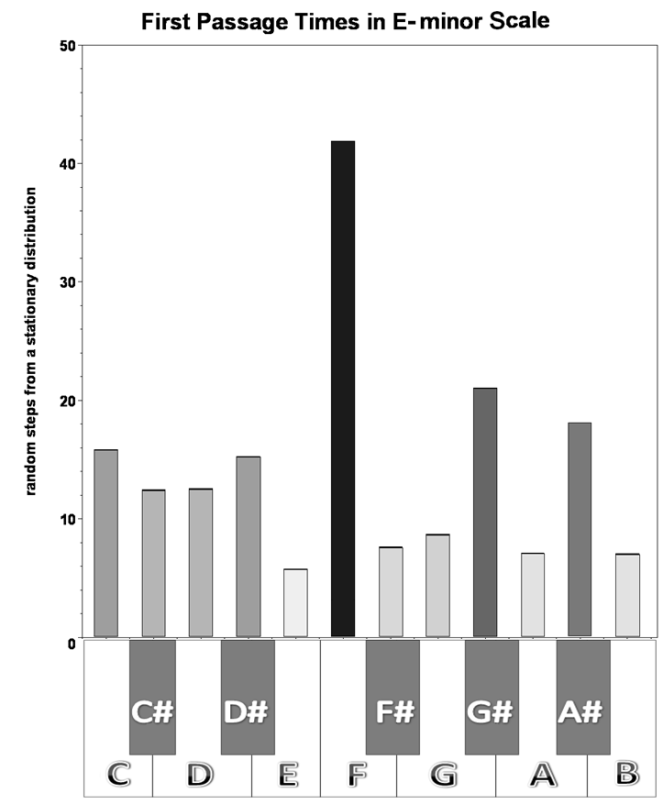 First Passage Times in E-minor Scale
50
40
30
20
10
0
random steps from a stationary distribution
C# D# F# G# A#
C D E F G A B